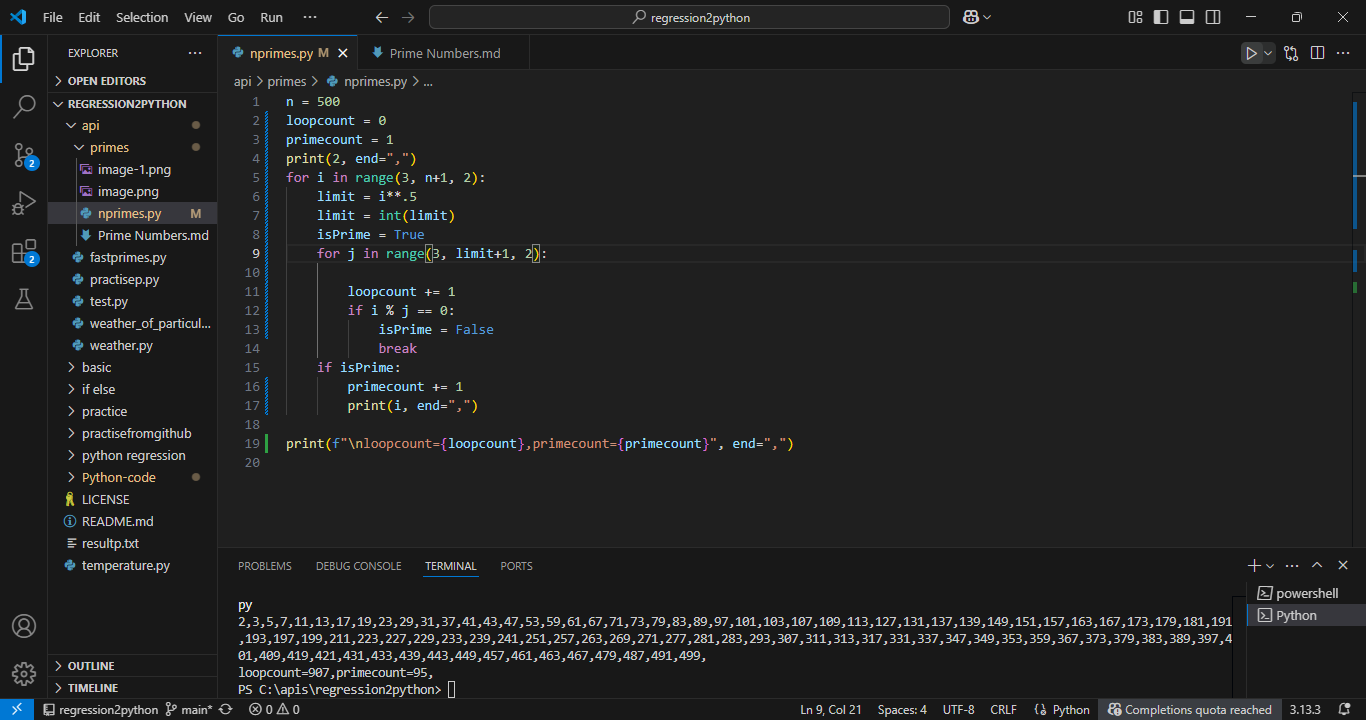 File Edit Selection View Go Run ··· regression2python
EXPLORER ···
OPEN EDITORS
REGRESSION2PYTHON
api
primes
image-1.png
image.png
nprimes.py M
Prime Numbers.md
fastprimes.py
practisep.py
test.py
weather_of_particul...
weather.py
basic
if else
practice
practisefromgithub
python regression
Python-code
LICENSE
README.md
resultp.txt
temperature.py
OUTLINE
TIMELINE
2
2
nprimes.py M Prime Numbers.md
api > primes > nprimes.py > ...
1 n = 500
2 loopcount = 0
3 primecount = 1
4 print(2, end=",")
5 for i in range(3, n+1, 2):
6 limit = i**.5
7 limit = int(limit)
8 isPrime = True
9 for j in range(3, limit+1, 2):
10
11 loopcount += 1
12 if i % j == 0:
13 isPrime = False
14 break
15 if isPrime:
16 primecount += 1
17 print(i, end=",")
18
19 print(f"\nloopcount={loopcount},primecount={primecount}", end=",")
20
PROBLEMS DEBUG CONSOLE TERMINAL PORTS
py
2,3,5,7,11,13,17,19,23,29,31,37,41,43,47,53,59,61,67,71,73,79,83,89,97,101,103,107,109,113,127,131,137,139,149,151,157,163,167,173,179,181,191
,193,197,199,211,223,227,229,233,239,241,251,257,263,269,271,277,281,283,293,307,311,313,317,331,337,347,349,353,359,367,373,379,383,389,397,4
01,409,419,421,431,433,439,443,449,457,461,463,467,479,487,491,499,
loopcount=907,primecount=95,
PS C:\apis\regression2python>
powershell
Python
regression2python main* 0 0 Ln 9, Col 21 Spaces: 4 UTF-8 CRLF {} Python Completions quota reached 3.13.3